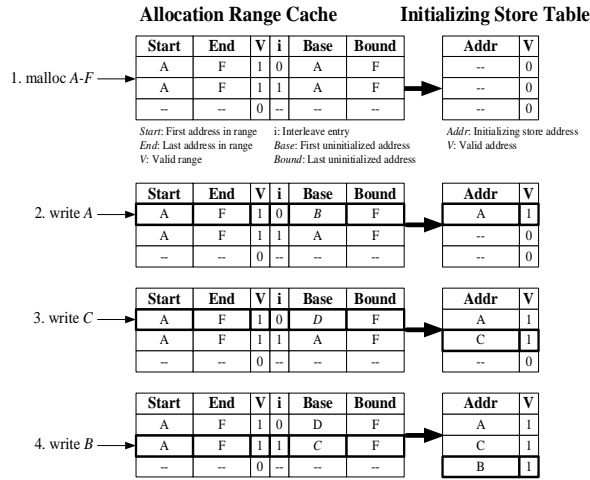 Allocation Range Cache Initializing Store Table
Start End V i Base Bound Addr V
A F 1 0 A F -- 0
1. malloc A-F A F 1 1 A F -- 0
-- -- 0 -- -- -- -- 0
Start: First address in range i: Interleave entry Addr: Initializing store address
End: Last address in range Base: First uninitialized address V: Valid address
V: Valid range Bound: Last uninitialized address
Start End V i Base Bound Addr V
2. write A A F 1 0 B F A 1
A F 1 1 A F -- 0
-- -- 0 -- -- -- -- 0
Start End V i Base Bound Addr V
3. write C A F 1 0 D F A 1
A F 1 1 A F C 1
-- -- 0 -- -- -- -- 0
Start End V i Base Bound Addr V
A F 1 0 D F A 1
4. write B A F 1 1 C F C 1
-- -- 0 -- -- -- B 1